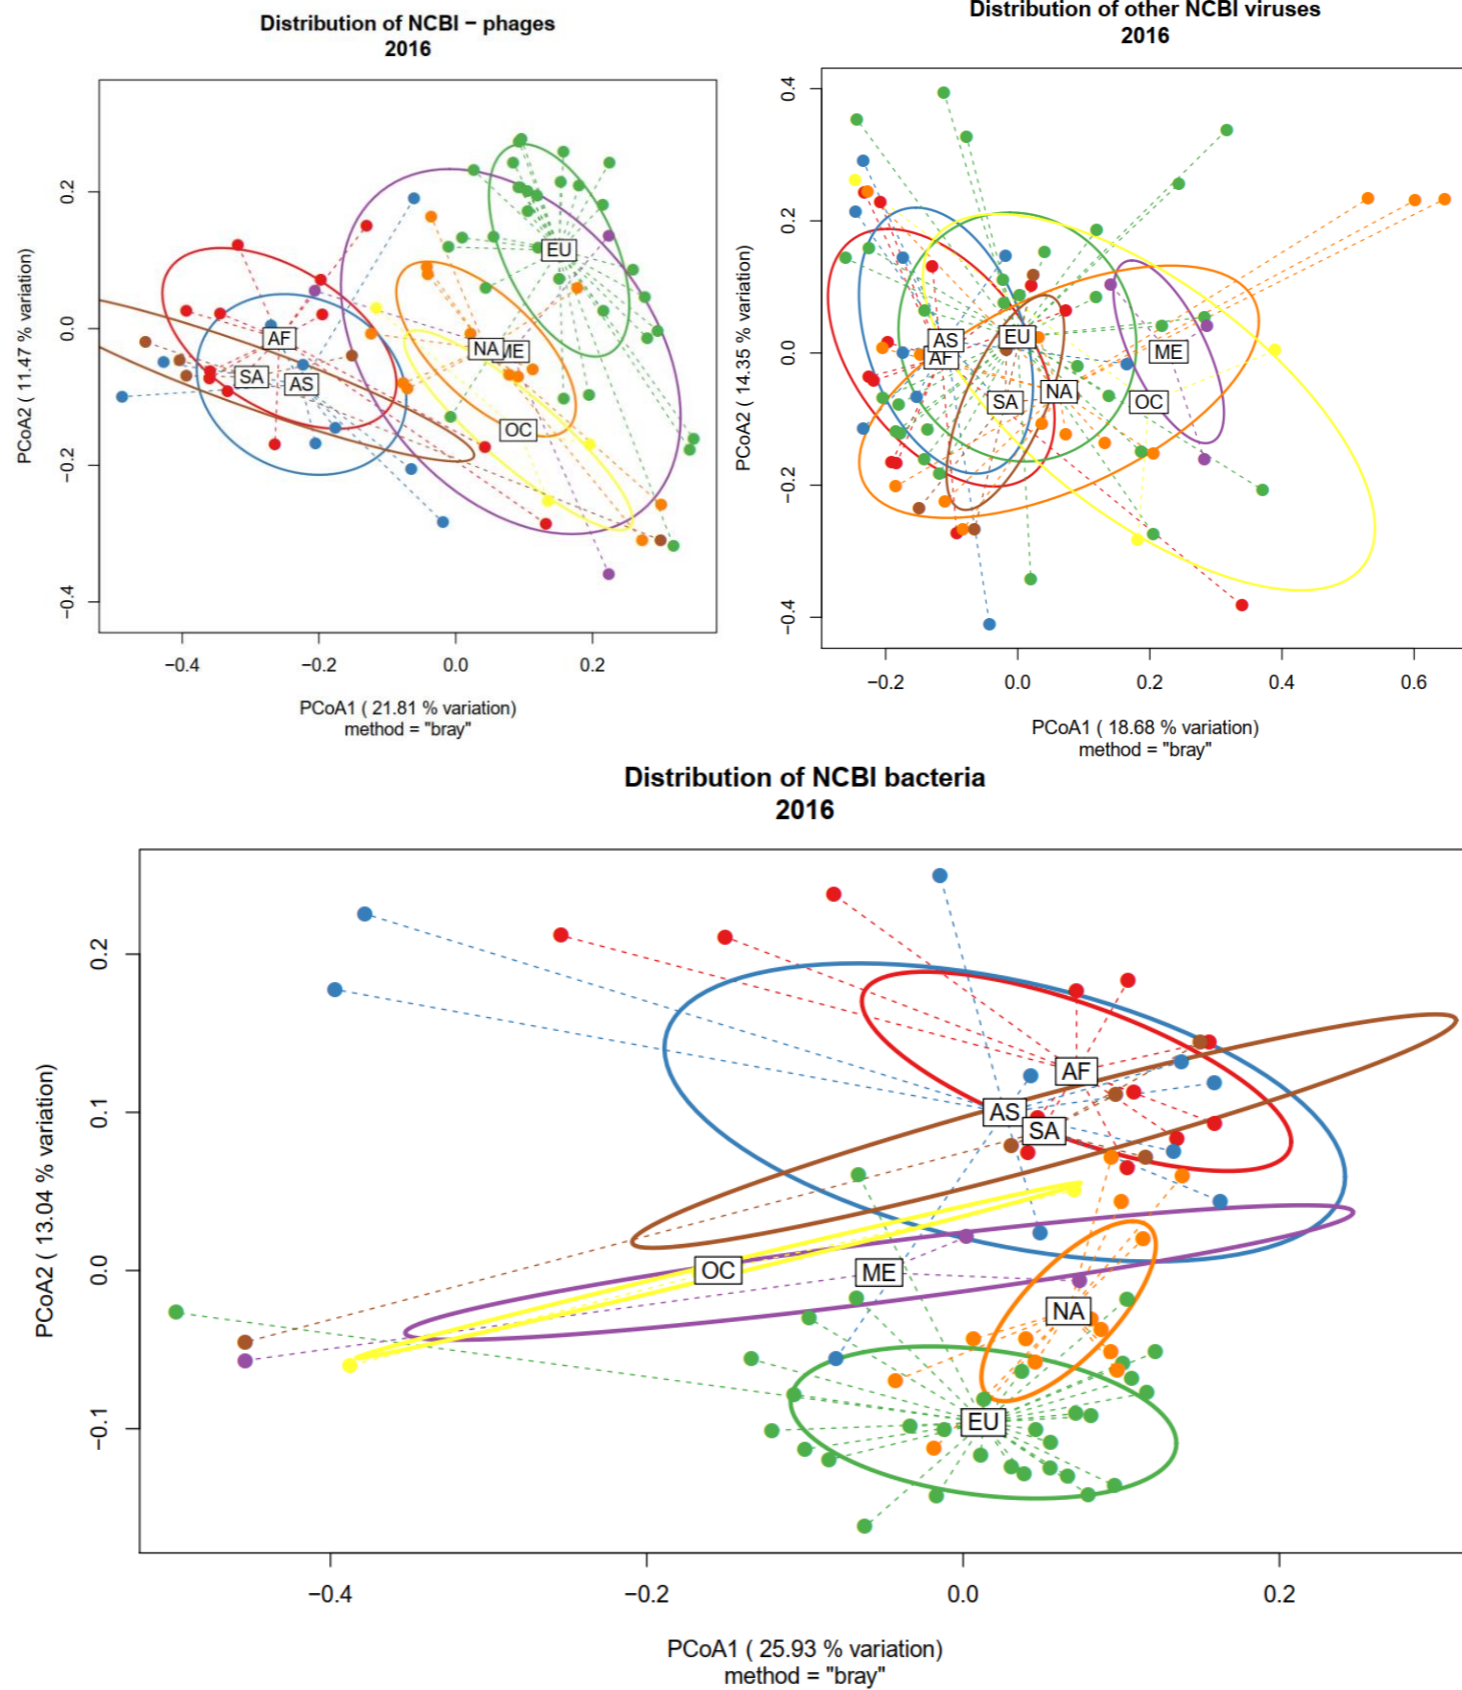 Distribution of NCBI − phages
2016
PCoA2 ( 11.47 % variation)
0.2
0.0
−0.2
−0.4
EU
AF
NA
ME
SA
AS
OC
−0.4
−0.2
0.0
0.2
PCoA1 ( 21.81 % variation)
method = "bray"
Distribution of other NCBI viruses
2016
PCoA2 ( 14.35 % variation)
0.4
0.2
0.0
−0.2
−0.4
EU
AS
AF
ME
NA
SA
OC
−0.2
0.0
0.2
0.4
0.6
PCoA1 ( 18.68 % variation)
method = "bray"
Distribution of NCBI bacteria
2016
PCoA2 ( 13.04 % variation)
0.2
0.1
0.0
−0.1
AF
AS
SA
OC
ME
NA
EU
−0.4
−0.2
0.0
0.2
PCoA1 ( 25.93 % variation)
method = "bray"